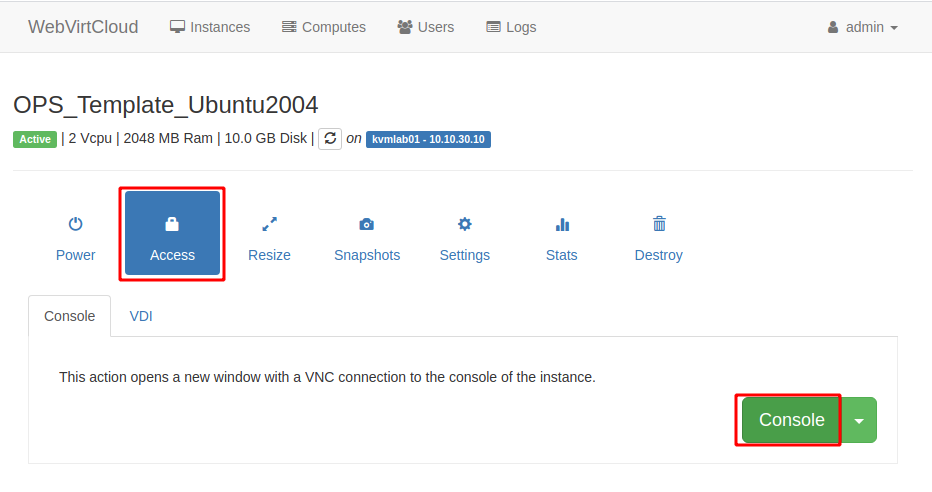 WebVirtCloud Instances Computes Users Logs admin
OPS_Template_Ubuntu2004
Active | 2 Vcpu | 2048 MB Ram | 10.0 GB Disk | on kvmlab01 - 10.10.30.10
Power Access Resize Snapshots Settings Stats Destroy
Console VDI
This action opens a new window with a VNC connection to the console of the instance.
Console